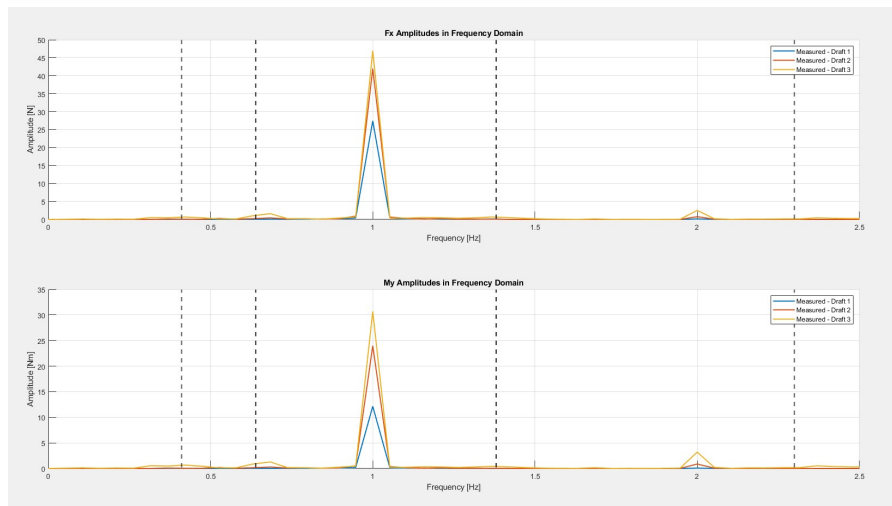 Fx Amplitudes in Frequency Domain
Amplitude [N]
50
45
40
35
30
25
20
15
10
5
0
0 0.5 1 1.5 2 2.5
Frequency [Hz]
Measured - Draft 1
Measured - Draft 2
Measured - Draft 3
My Amplitudes in Frequency Domain
Amplitude [Nm]
35
30
25
20
15
10
5
0
0 0.5 1 1.5 2 2.5
Frequency [Hz]
Measured - Draft 1
Measured - Draft 2
Measured - Draft 3